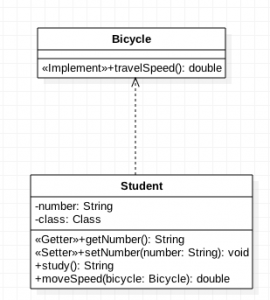 Bicycle
«Implement»+travelSpeed(): double
Student
-number: String
-class: Class
«Getter»+getNumber(): String
«Setter»+setNumber(number: String): void
+study(): String
+moveSpeed(bicycle: Bicycle): double